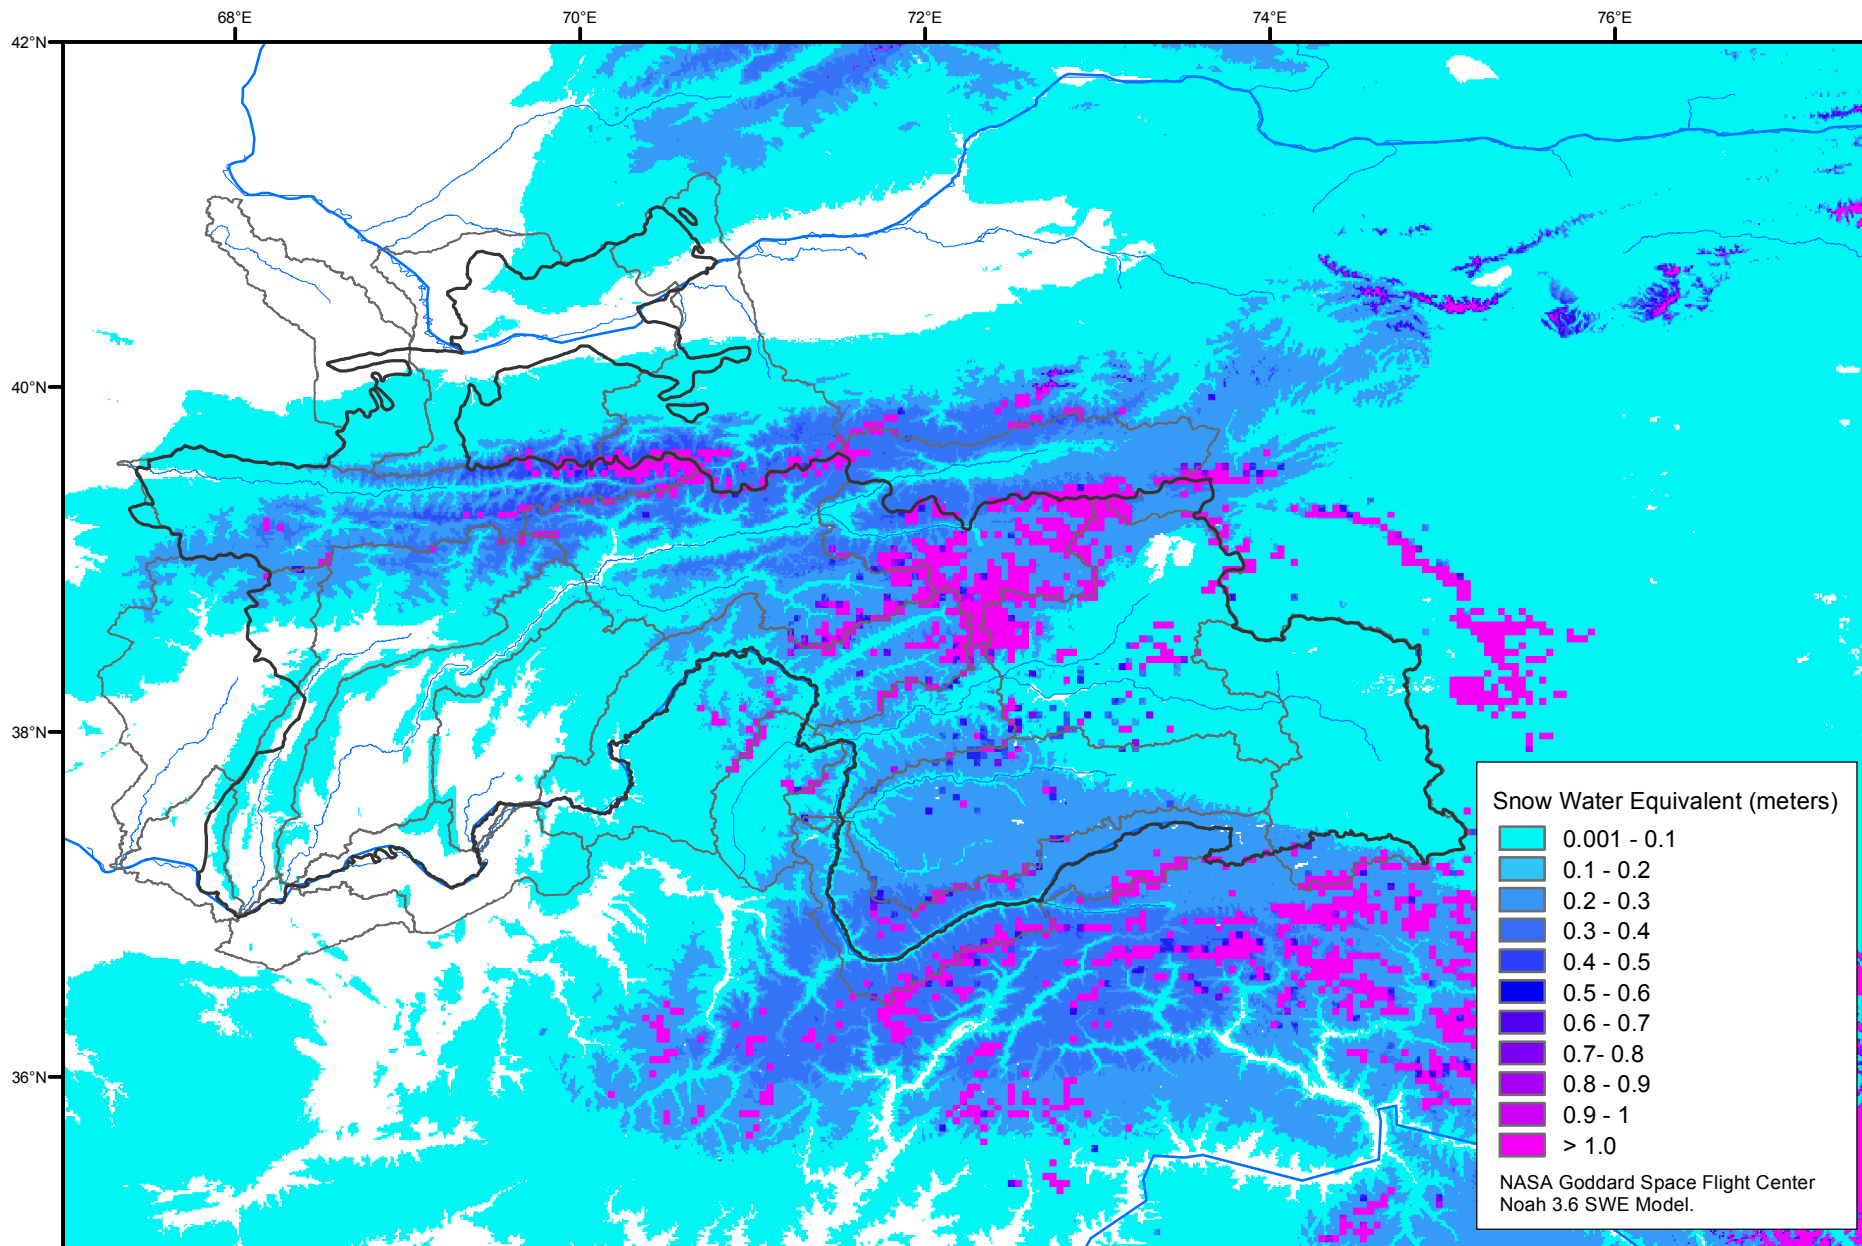 68°E
70°E
72°E
74°E
76°E
42°N
40°N
38°N
36°N
Snow Water Equivalent (meters)
0.001 - 0.1
0.1 - 0.2
0.2 - 0.3
0.3 - 0.4
0.4 - 0.5
0.5 - 0.6
0.6 - 0.7
0.7- 0.8
0.8 - 0.9
0.9 - 1
> 1.0
NASA Goddard Space Flight Center
Noah 3.6 SWE Model.